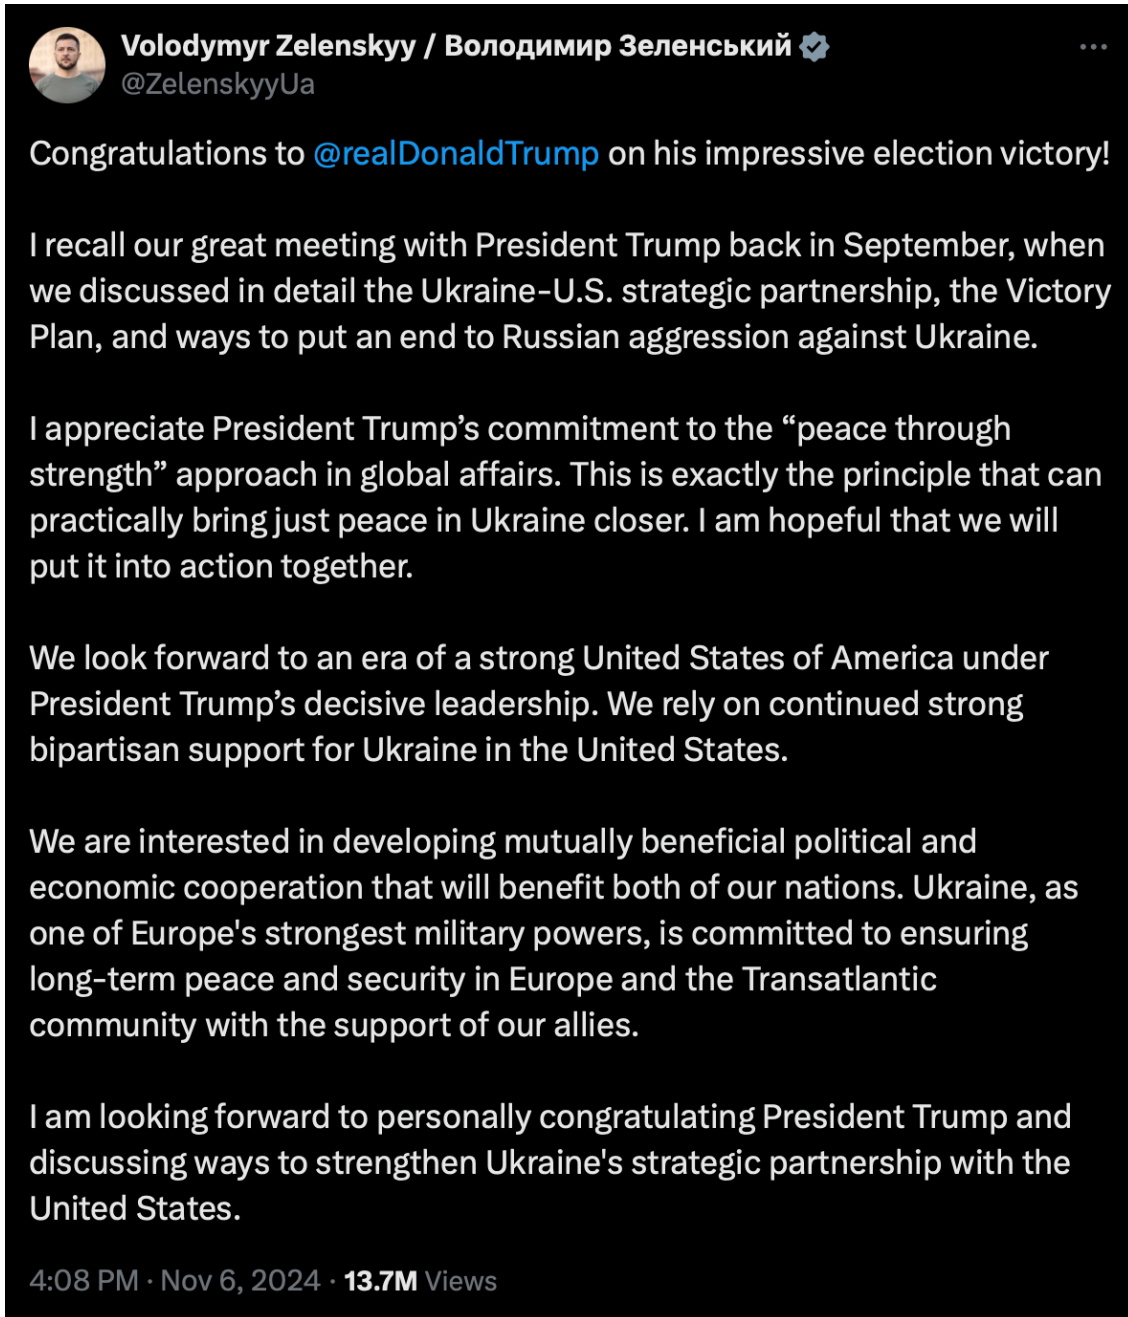 Volodymyr Zelenskyy / Володимир Зеленський
@ZelenskyyUa
Congratulations to @realDonaldTrump on his impressive election victory!
I recall our great meeting with President Trump back in September, when
we discussed in detail the Ukraine-U.S. strategic partnership, the Victory
Plan, and ways to put an end to Russian aggression against Ukraine.
I appreciate President Trump’s commitment to the “peace through
strength” approach in global affairs. This is exactly the principle that can
practically bring just peace in Ukraine closer. I am hopeful that we will
put it into action together.
We look forward to an era of a strong United States of America under
President Trump’s decisive leadership. We rely on continued strong
bipartisan support for Ukraine in the United States.
We are interested in developing mutually beneficial political and
economic cooperation that will benefit both of our nations. Ukraine, as
one of Europe's strongest military powers, is committed to ensuring
long-term peace and security in Europe and the Transatlantic
community with the support of our allies.
I am looking forward to personally congratulating President Trump and
discussing ways to strengthen Ukraine's strategic partnership with the
United States.
4:08 PM · Nov 6, 2024 · 13.7M Views